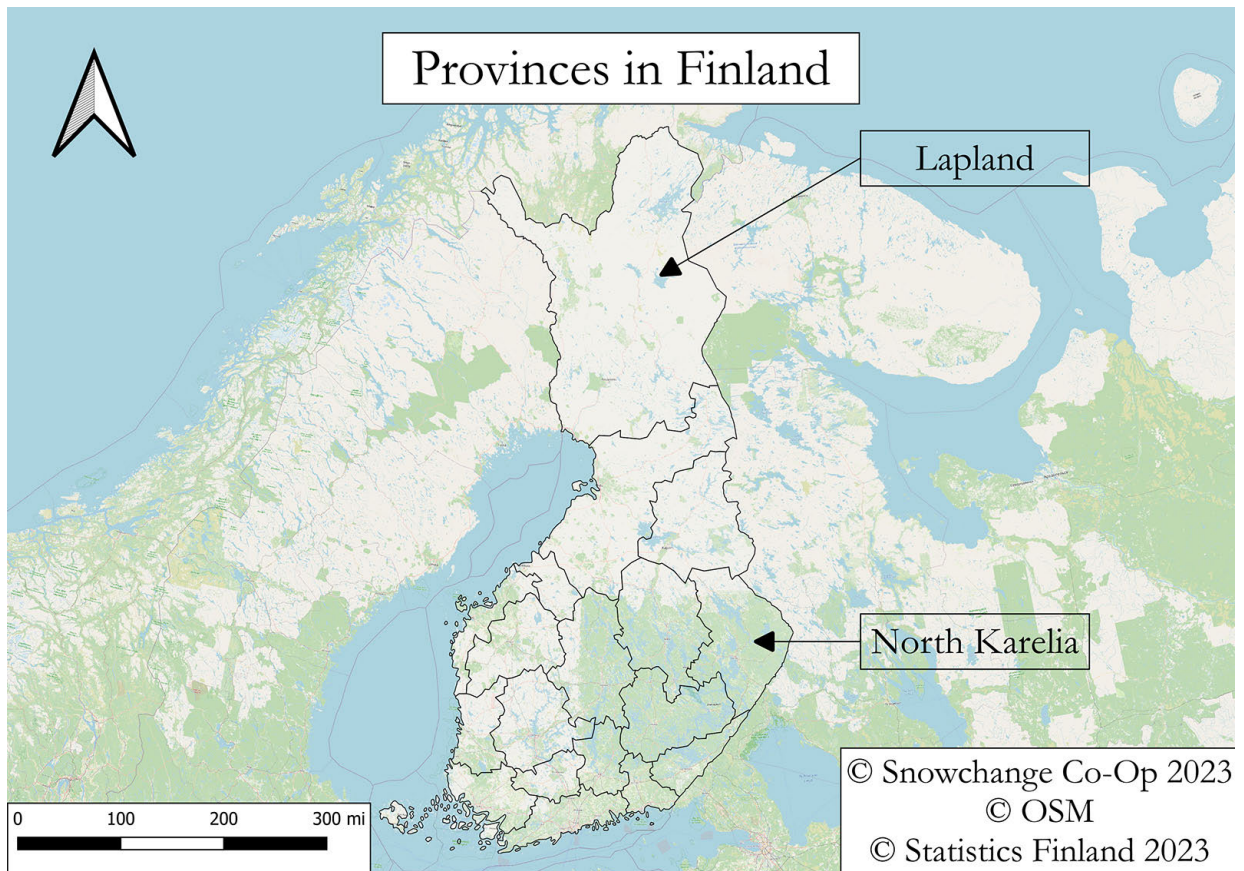 Provinces in Finland
Lapland
North Karelia
© Snowchange Co-Op 2023
© OSM
© Statistics Finland 2023
0 100 200 300 mi